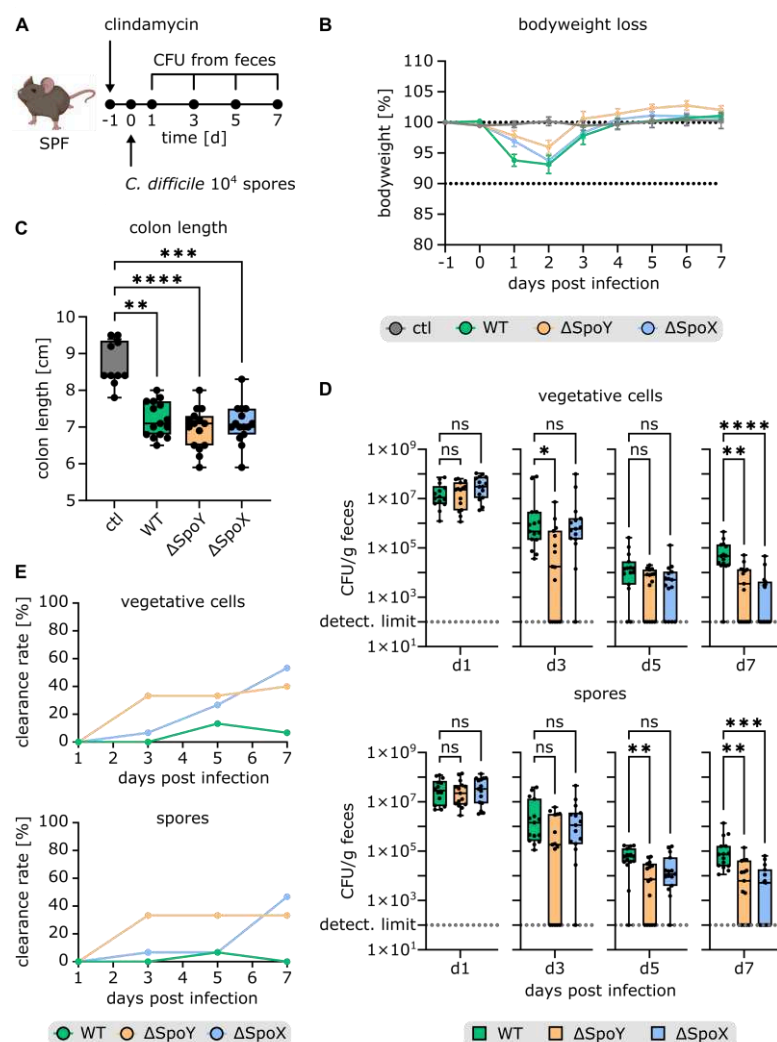 A
clindamycin
CFU from feces
SPF
-1 0 1 3 5 7
time [d]
C. difficile 10⁴ spores
B
bodyweight loss
bodyweight [%]
110
105
100
95
90
85
80
-1 0 1 2 3 4 5 6 7
days post infection
ctl WT ΔSpoY ΔSpoX
C
colon length
***
****
**
colon length [cm]
10
9
8
7
6
5
ctl WT ΔSpoY ΔSpoX
D
vegetative cells
ns ns ns ****
ns * ns **
CFU/g feces
1×10⁹
1×10⁷
1×10⁵
1×10³
detect. limit
1×10¹
d1 d3 d5 d7
spores
ns ns ns ***
ns ns ** **
CFU/g feces
1×10⁹
1×10⁷
1×10⁵
1×10³
detect. limit
1×10¹
d1 d3 d5 d7
days post infection
WT ΔSpoY ΔSpoX
E
vegetative cells
clearance rate [%]
100
80
60
40
20
0
1 2 3 4 5 6 7
days post infection
spores
clearance rate [%]
100
80
60
40
20
0
1 2 3 4 5 6 7
days post infection
WT ΔSpoY ΔSpoX